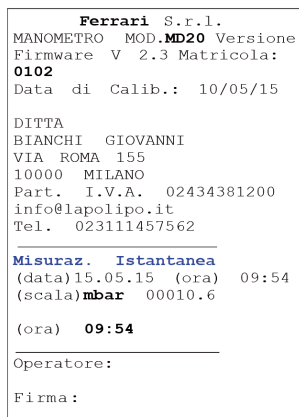 Ferrari S.r.l.
MANOMETRO MOD.MD20 Versione
Firmware V 2.3 Matricola:
0102
Data di Calib.: 10/05/15
DITTA
BIANCHI GIOVANNI
VIA ROMA 155
10000 MILANO
Part. I.V.A. 02434381200
info@lapolipo.it
Tel. 023111457562
Misuraz. Istantanea
(data)15.05.15 (ora) 09:54
(scala)mbar 00010.6
(ora) 09:54
Operatore:
Firma: